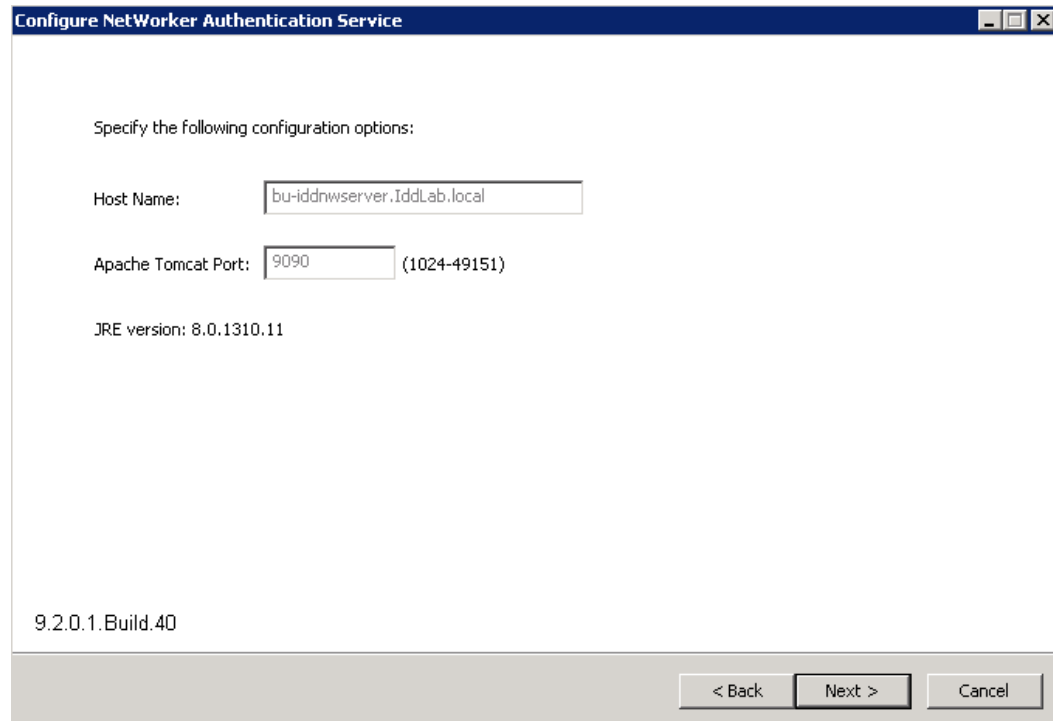 Configure NetWorker Authentication Service
Specify the following configuration options:
Host Name: bu-iddnwserver.IddLab.local
Apache Tomcat Port: 9090 (1024-49151)
JRE version: 8.0.1310.11
9.2.0.1.Build.40
< Back Next > Cancel